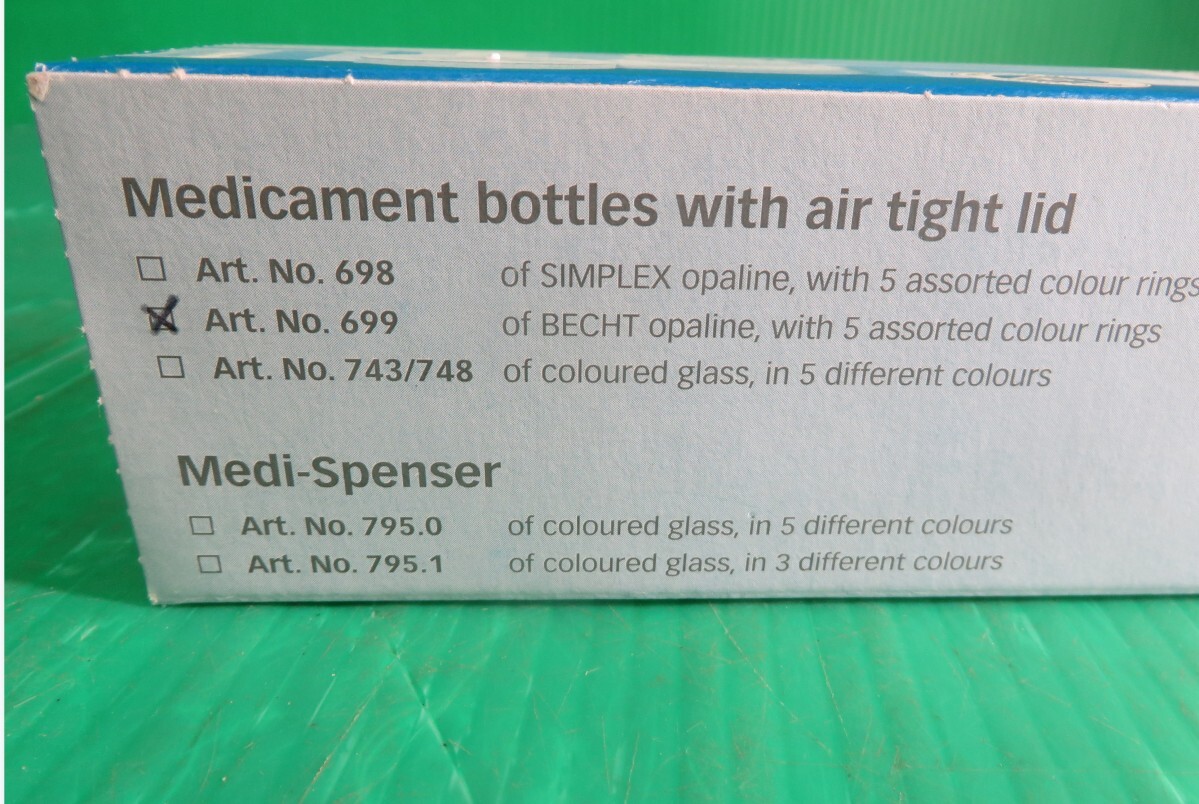 Medicament bottles with air tight lid
☐ Art. No. 698 of SIMPLEX opaline, with 5 assorted colour rings
☒ Art. No. 699 of BECHT opaline, with 5 assorted colour rings
☐ Art. No. 743/748 of coloured glass, in 5 different colours
Medi-Spenser
☐ Art. No. 795.0 of coloured glass, in 5 different colours
☐ Art. No. 795.1 of coloured glass, in 3 different colours